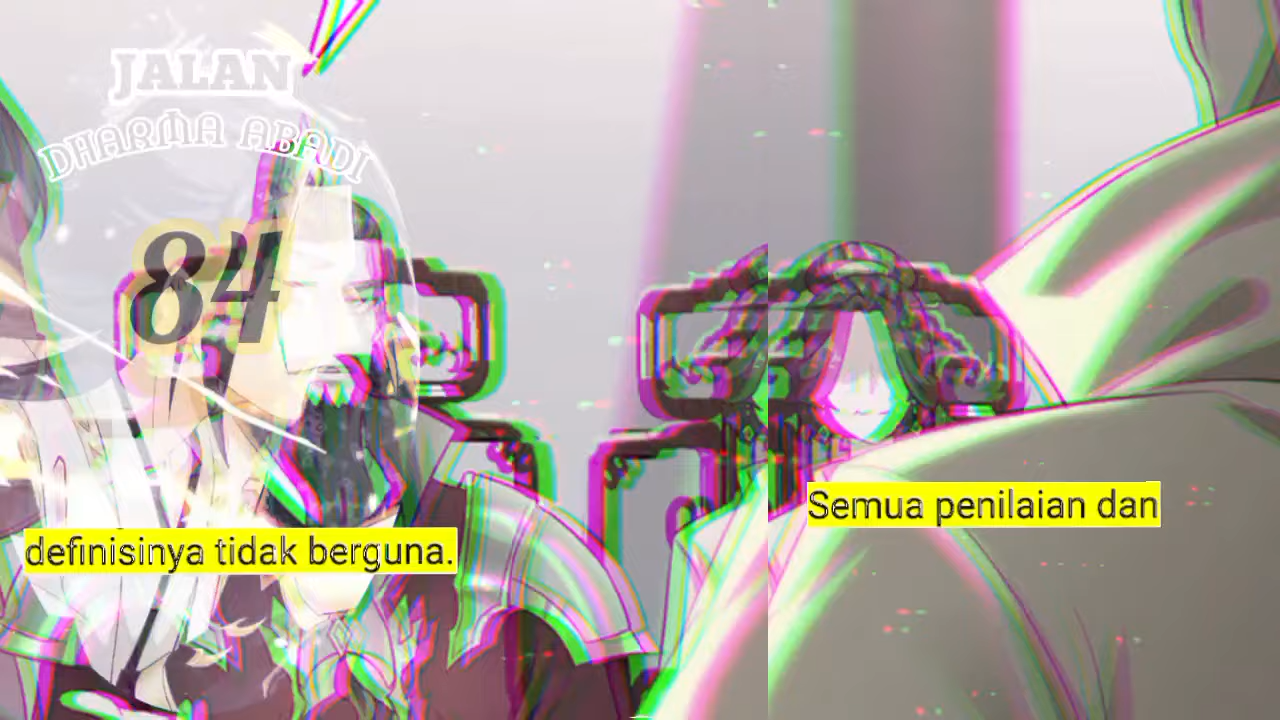 JALAN
DHARMA ABADI
84
Semua penilaian dan
definisinya tidak berguna.